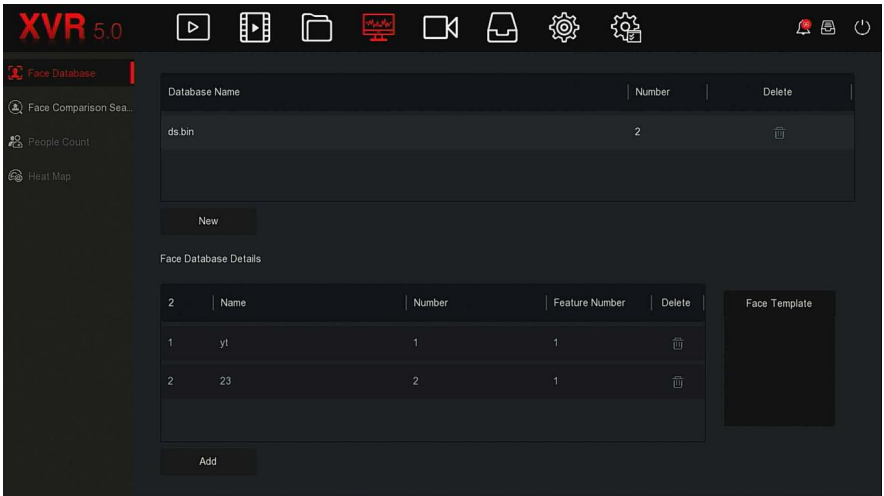 XVR 5.0
Face Database
Face Comparison Sea...
People Count
Heat Map
Database Name Number Delete
ds.bin 2
New
Face Database Details
2 Name Number Feature Number Delete
1 yt 1 1
2 23 2 1
Face Template
Add